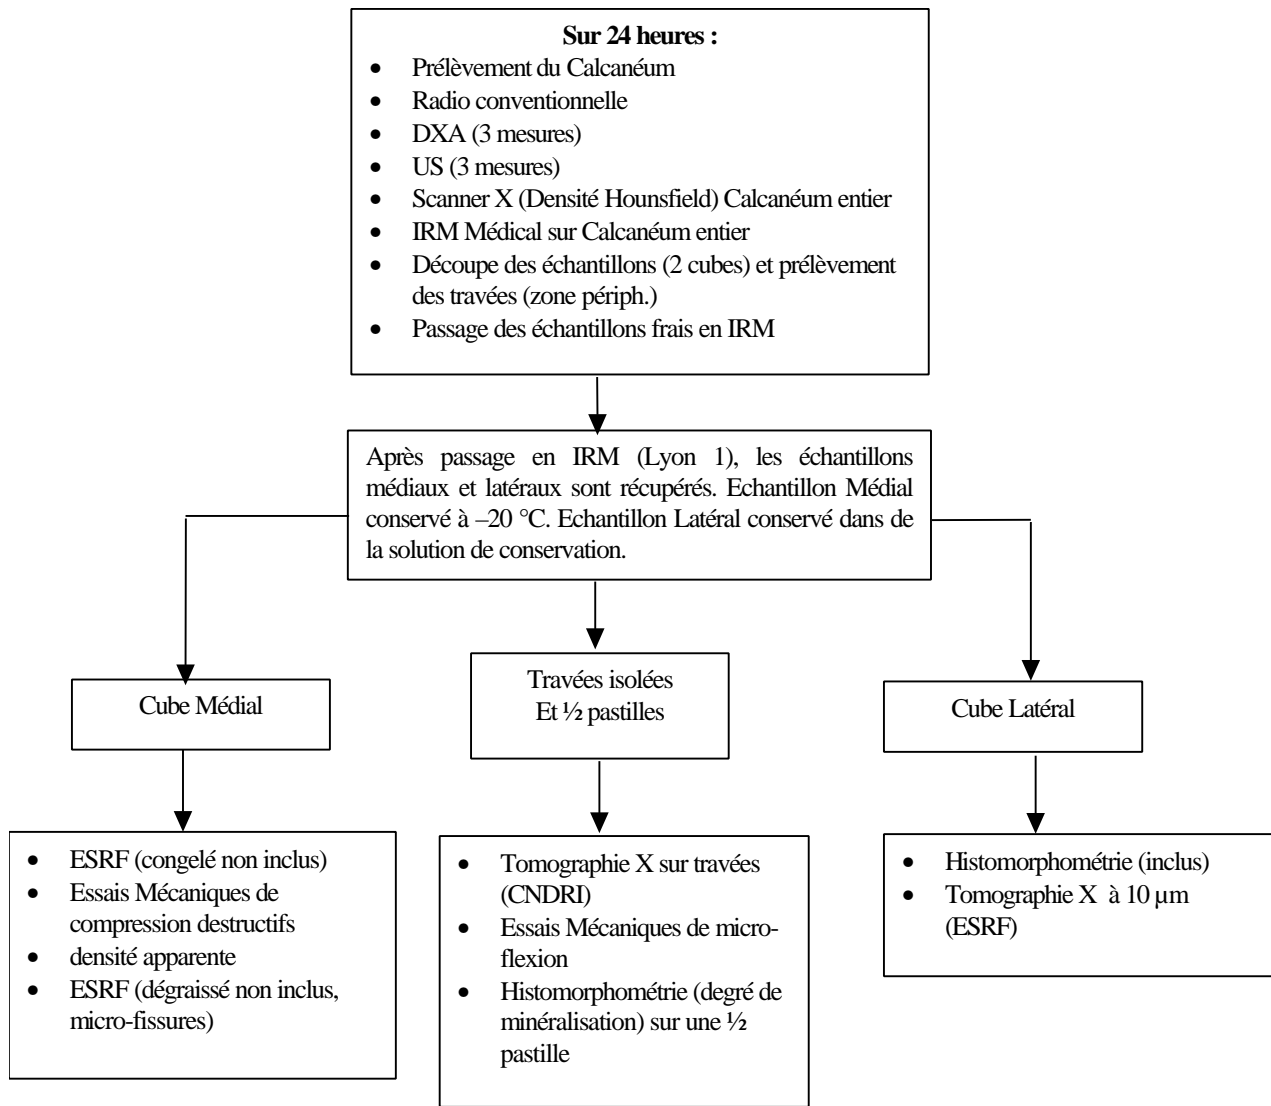 Sur 24 heures :
• Prélèvement du Calcanéum
• Radio conventionnelle
• DXA (3 mesures)
• US (3 mesures)
• Scanner X (Densité Hounsfield) Calcanéum entier
• IRM Médical sur Calcanéum entier
• Découpe des échantillons (2 cubes) et prélèvement
des travées (zone périph.)
• Passage des échantillons frais en IRM
Après passage en IRM (Lyon 1), les échantillons
médiaux et latéraux sont récupérés. Echantillon Médial
conservé à –20 °C. Echantillon Latéral conservé dans de
la solution de conservation.
Cube Médial
Travées isolées
Et ½ pastilles
Cube Latéral
• ESRF (congelé non inclus)
• Essais Mécaniques de
compression destructifs
• densité apparente
• ESRF (dégraissé non inclus,
micro-fissures)
• Tomographie X sur travées
(CNDRI)
• Essais Mécaniques de micro-
flexion
• Histomorphométrie (degré de
minéralisation) sur une ½
pastille
• Histomorphométrie (inclus)
• Tomographie X à 10 µm
(ESRF)